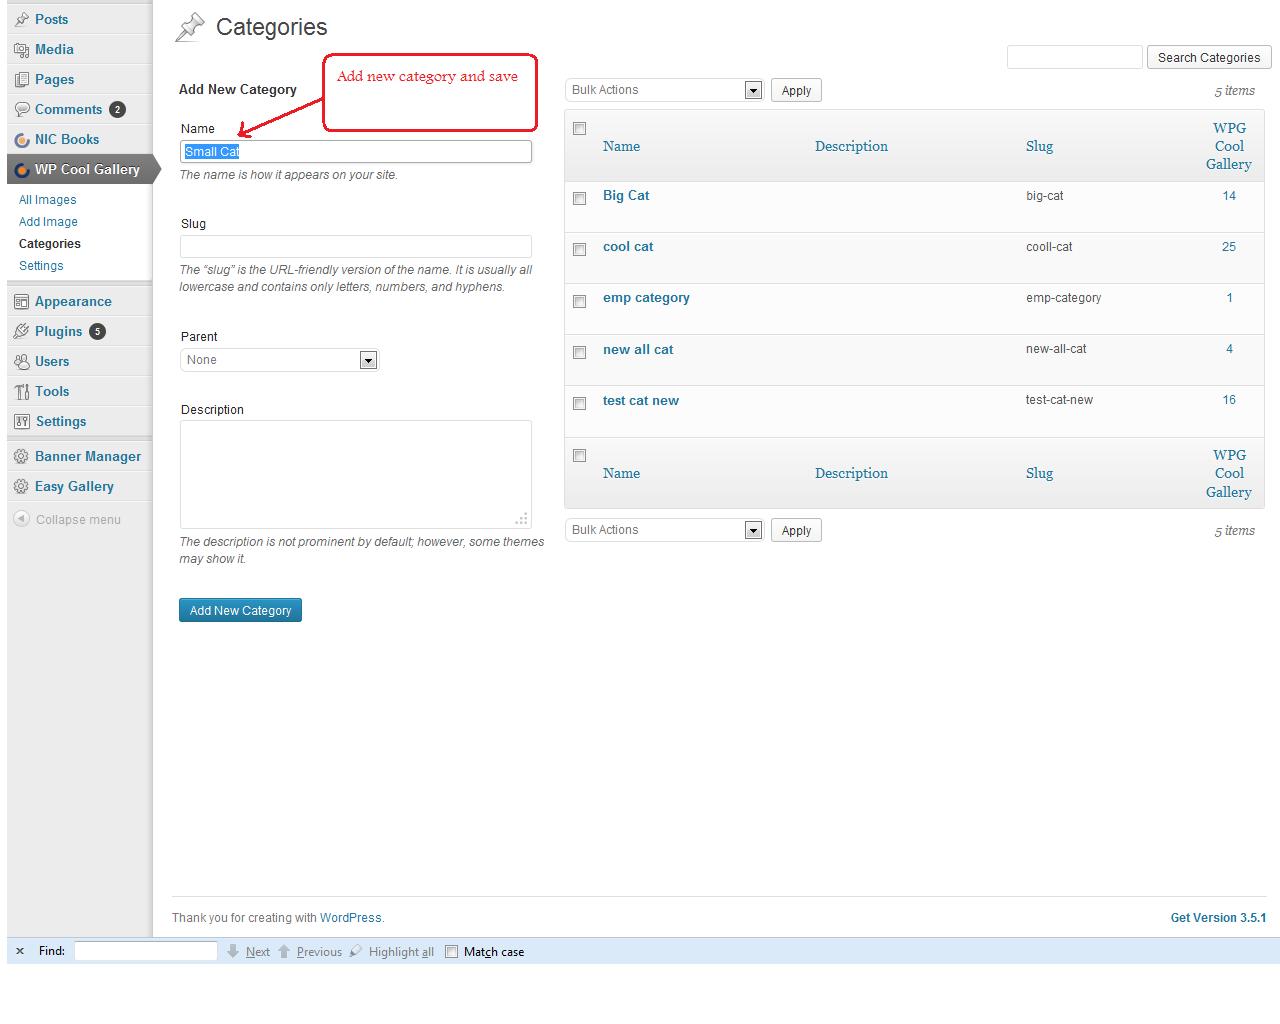 Posts
Media
Pages
Comments 2
NIC Books
WP Cool Gallery
All Images
Add Image
Categories
Settings
Appearance
Plugins 5
Users
Tools
Settings
Banner Manager
Easy Gallery
Collapse menu
Categories
Search Categories
Add new category and save
Add New Category
Name
Small Cat
The name is how it appears on your site.
Slug
The “slug” is the URL-friendly version of the name. It is usually all
lowercase and contains only letters, numbers, and hyphens.
Parent
None
Description
The description is not prominent by default; however, some themes
may show it.
Add New Category
Bulk Actions Apply 5 items
Name Description Slug WPG
Cool
Gallery
Big Cat big-cat 14
cool cat cooll-cat 25
emp category emp-category 1
new all cat new-all-cat 4
test cat new test-cat-new 16
Name Description Slug WPG
Cool
Gallery
Bulk Actions Apply 5 items
Thank you for creating with WordPress. Get Version 3.5.1
× Find: Next Previous Highlight all Match case